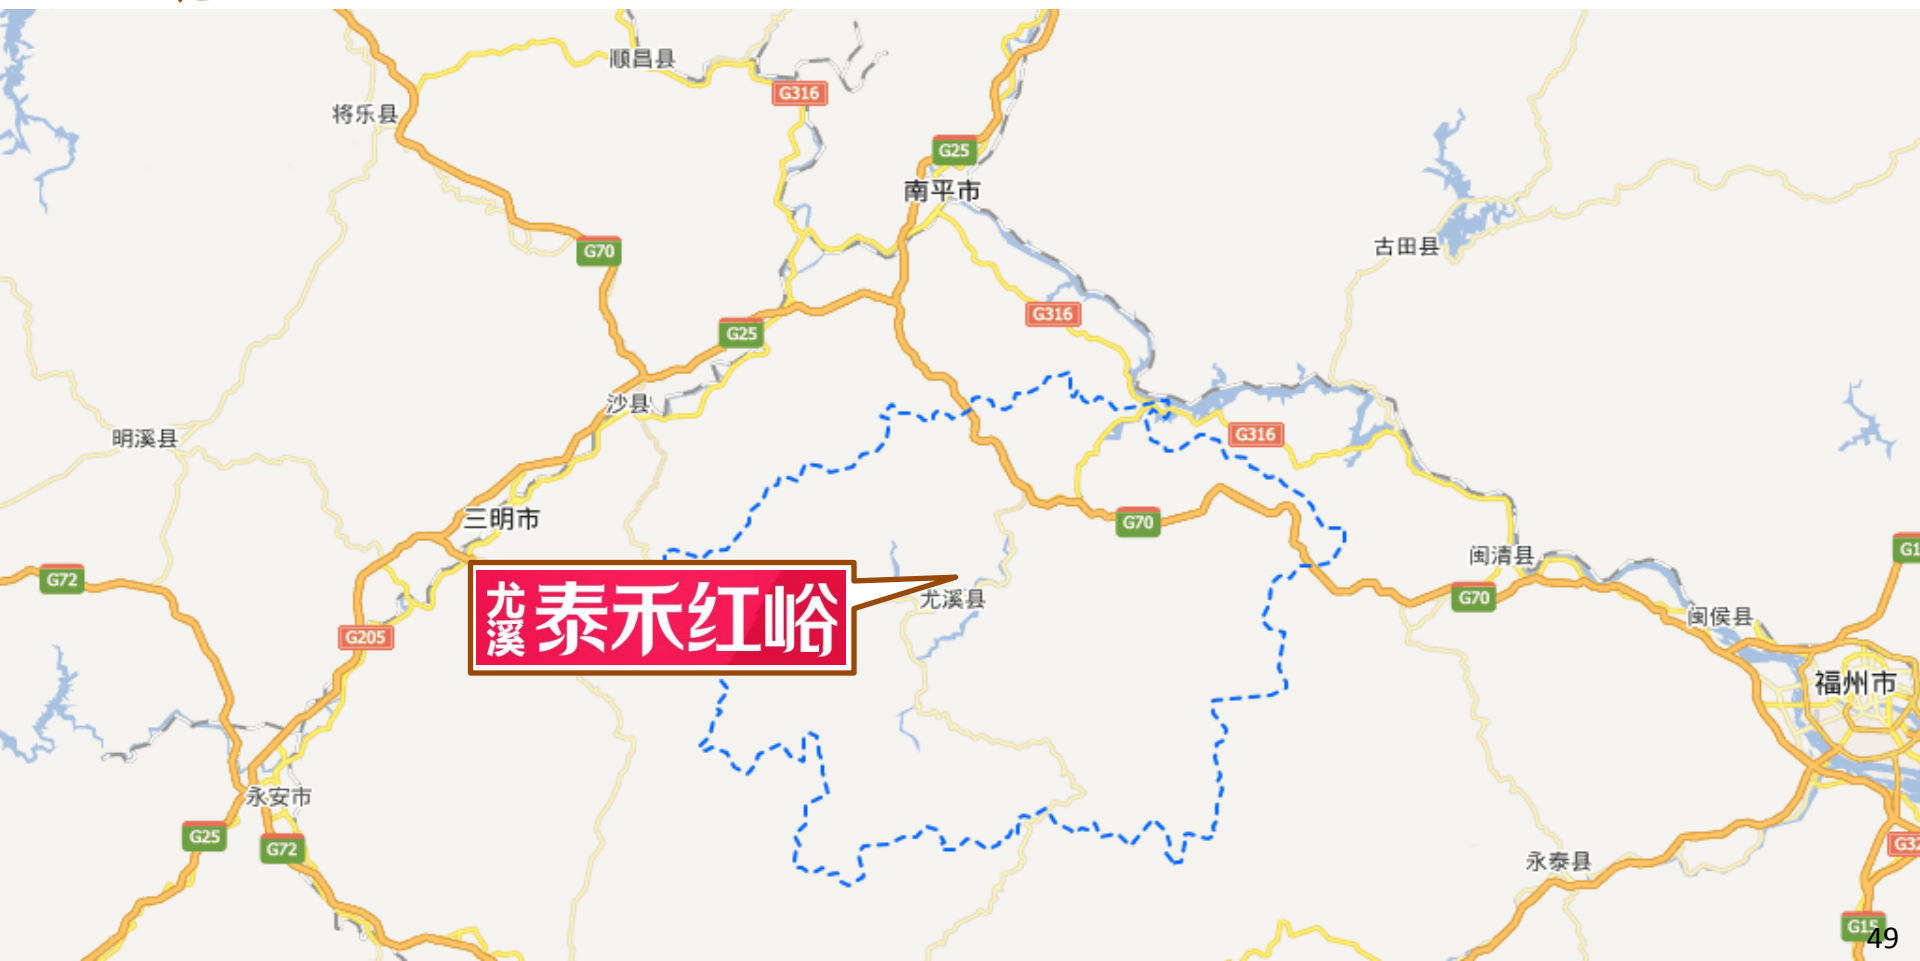 顺昌县
G316
将乐县
G25
南平市
G70
古田县
G316
G25
沙县
明溪县
G316
三明市
G70
G1
闽清县
G72
尤溪
泰禾红峪
尤溪县
G70
闽侯县
G205
福州市
永安市
G25
G72
G32
永泰县
G15
49